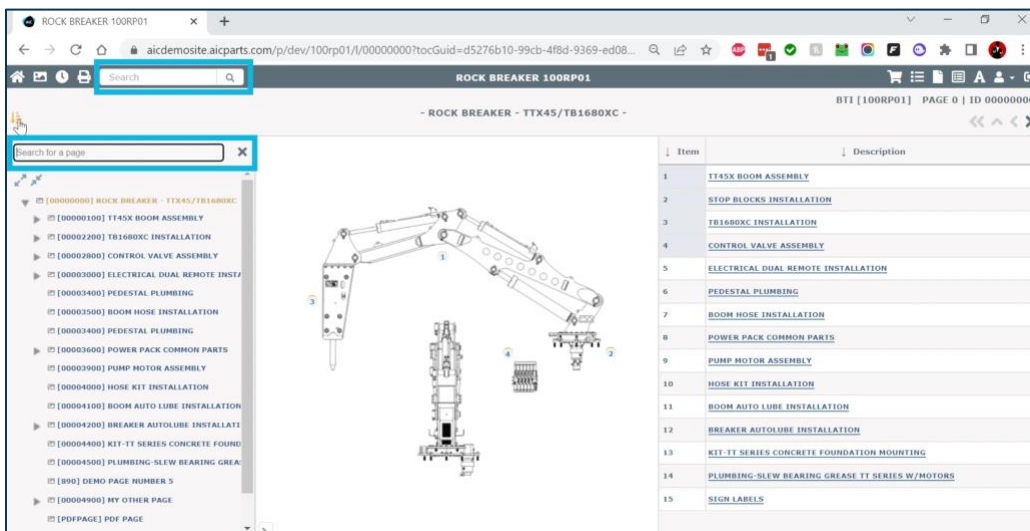 ROCK BREAKER 100RP01
aicdemosite.aicparts.com/p/dev/100rp01/l/00000000?tocGuid=d5276b10-99cb-4f8d-9369-ed08...
Search
ROCK BREAKER 100RP01
BTI [100RP01] PAGE 0 | ID 00000000
- ROCK BREAKER - TTX45/TB1680XC -
Search for a page
[00000000] ROCK BREAKER - TTX45/TB1680XC
[00000100] TT45X BOOM ASSEMBLY
[00002200] TB1680XC INSTALLATION
[00002800] CONTROL VALVE ASSEMBLY
[00003000] ELECTRICAL DUAL REMOTE INSTA
[00003400] PEDESTAL PLUMBING
[00003500] BOOM HOSE INSTALLATION
[00003400] PEDESTAL PLUMBING
[00003600] POWER PACK COMMON PARTS
[00003900] PUMP MOTOR ASSEMBLY
[00004000] HOSE KIT INSTALLATION
[00004100] BOOM AUTO LUBE INSTALLATION
[00004200] BREAKER AUTOLUBE INSTALLATI
[00004400] KIT-TT SERIES CONCRETE FOUND
[00004500] PLUMBING-SLEW BEARING GREA
[890] DEMO PAGE NUMBER 5
[00004900] MY OTHER PAGE
[PDFPAGE] PDF PAGE
1
3
4
2
Item Description
1 TT45X BOOM ASSEMBLY
2 STOP BLOCKS INSTALLATION
3 TB1680XC INSTALLATION
4 CONTROL VALVE ASSEMBLY
5 ELECTRICAL DUAL REMOTE INSTALLATION
6 PEDESTAL PLUMBING
7 BOOM HOSE INSTALLATION
8 POWER PACK COMMON PARTS
9 PUMP MOTOR ASSEMBLY
10 HOSE KIT INSTALLATION
11 BOOM AUTO LUBE INSTALLATION
12 BREAKER AUTOLUBE INSTALLATION
13 KIT-TT SERIES CONCRETE FOUNDATION MOUNTING
14 PLUMBING-SLEW BEARING GREASE TT SERIES W/MOTORS
15 SIGN LABELS